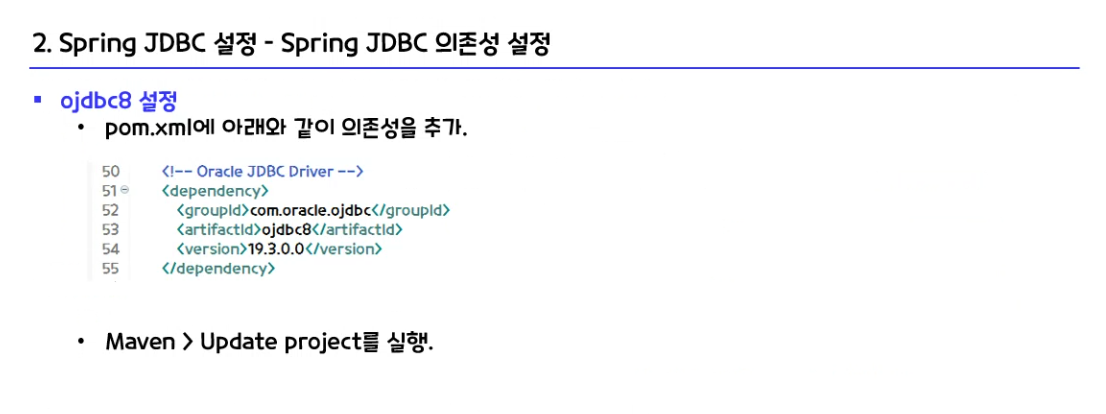 2. Spring JDBC 설정 - Spring JDBC 의존성 설정
▪ ojdbc8 설정
• pom.xml에 아래와 같이 의존성을 추가.
50 <!-- Oracle JDBC Driver -->
51 <dependency>
52 <groupId>com.oracle.ojdbc</groupId>
53 <artifactId>ojdbc8</artifactId>
54 <version>19.3.0.0</version>
55 </dependency>
• Maven > Update project를 실행.